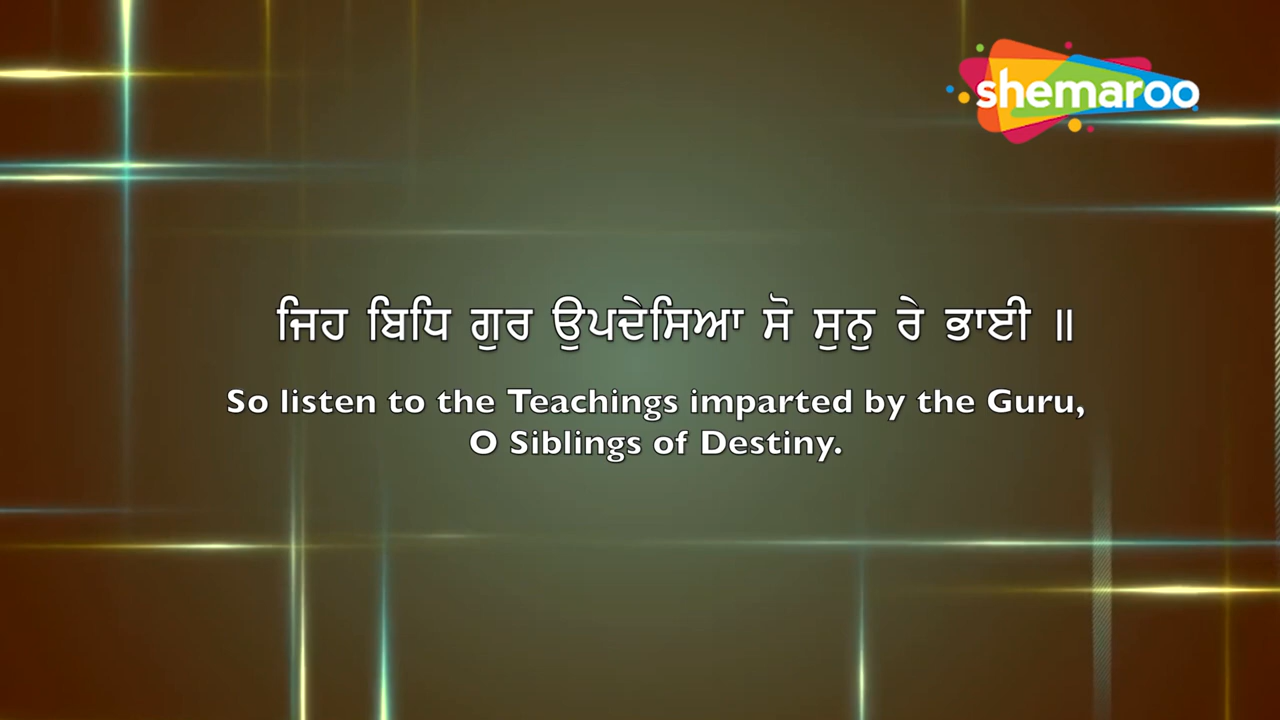 shemaroo
ਜਿਹ ਬਿਧਿ ਗੁਰ ਉਪਦੇਸਿਆ ਸੋ ਸੁਨੁ ਰੇ ਭਾਈ ॥
So listen to the Teachings imparted by the Guru,
O Siblings of Destiny.